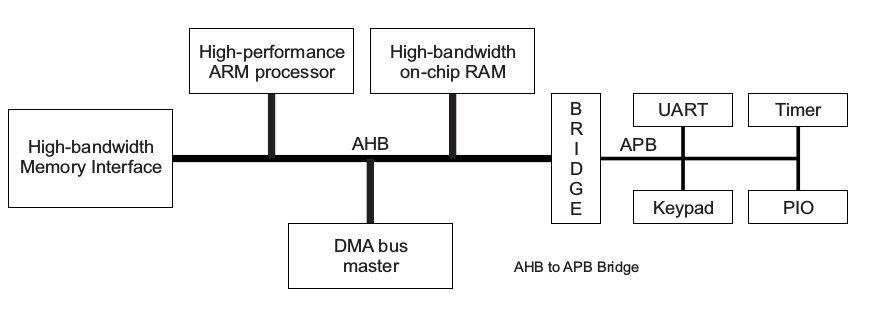 High-performance
ARM processor
High-bandwidth
on-chip RAM
High-bandwidth
Memory Interface
AHB
B
R
I
D
G
E
APB
UART
Timer
Keypad
PIO
DMA bus
master
AHB to APB Bridge